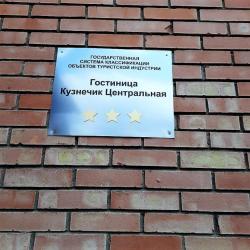 ГОСУДАРСТВЕННАЯ
СИСТЕМА КЛАССИФИКАЦИИ
ОБЪЕКТОВ ТУРИСТСКОЙ ИНДУСТРИИ
Гостиница
Кузнечик Центральная